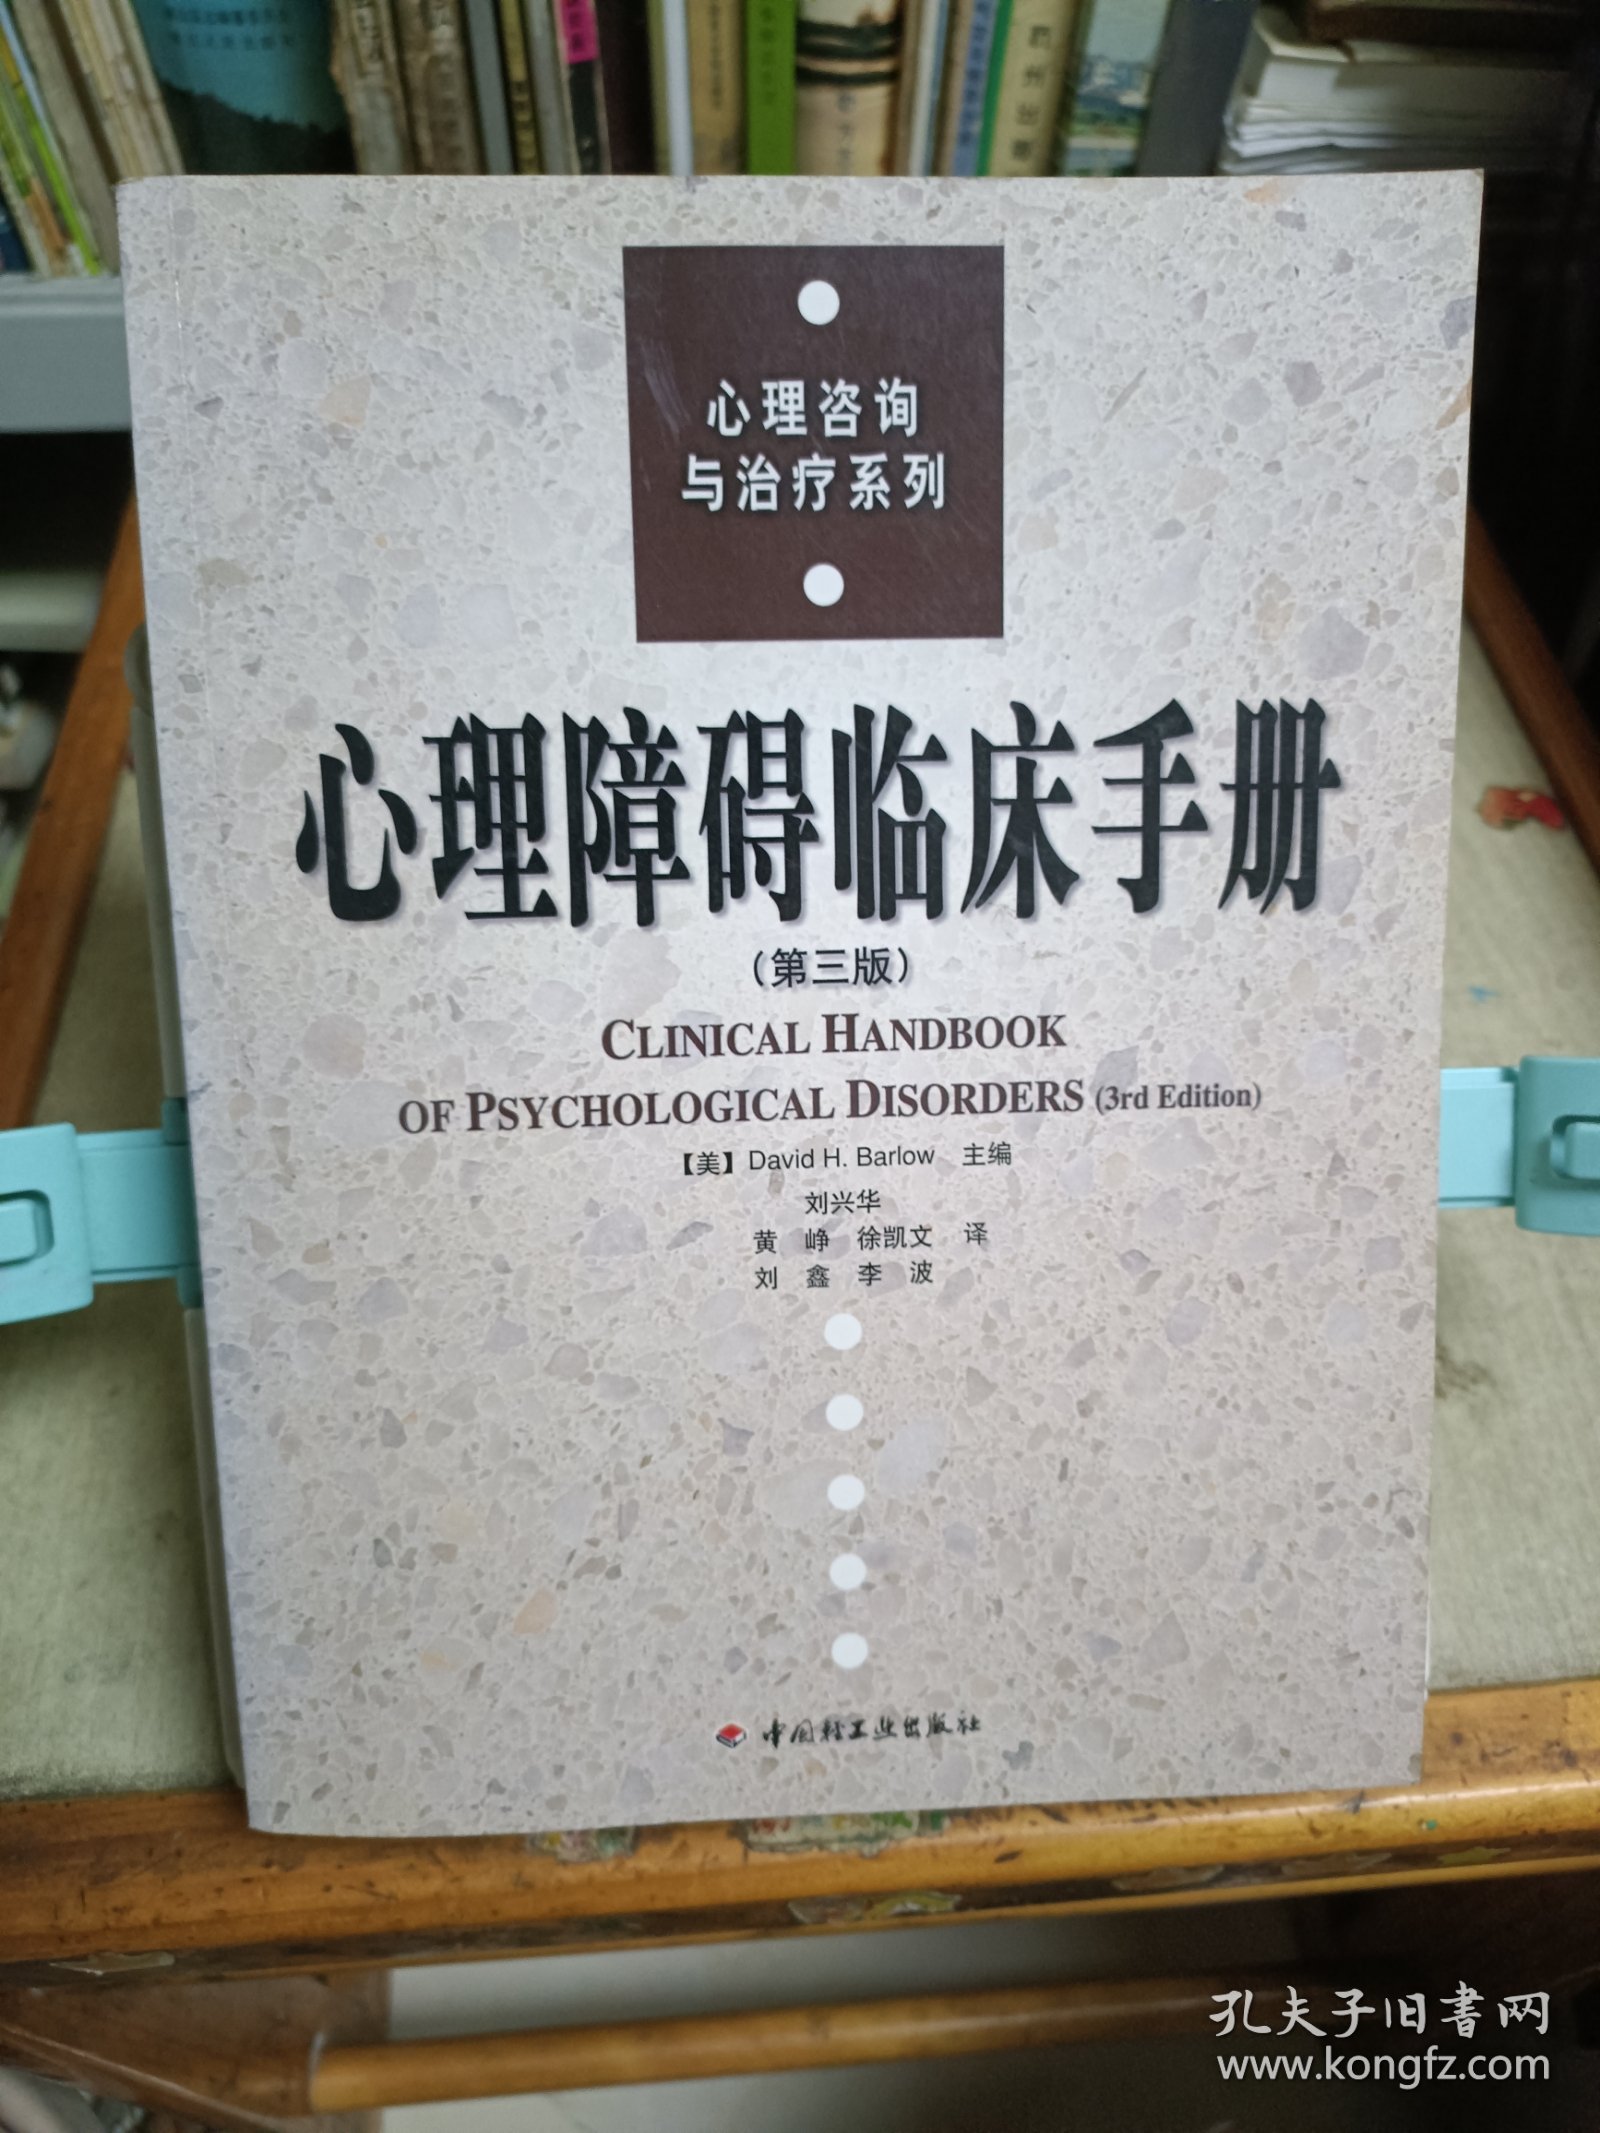 心理咨询
与治疗系列
心理障碍临床手册
（第三版）
CLINICAL HANDBOOK
OF PSYCHOLOGICAL DISORDERS (3rd Edition)
【美】David H. Barlow 主编
刘兴华
黄 峥 徐凯文 译
刘 鑫 李 波
中国轻工业出版社
孔夫子旧书网
www.kongfz.com